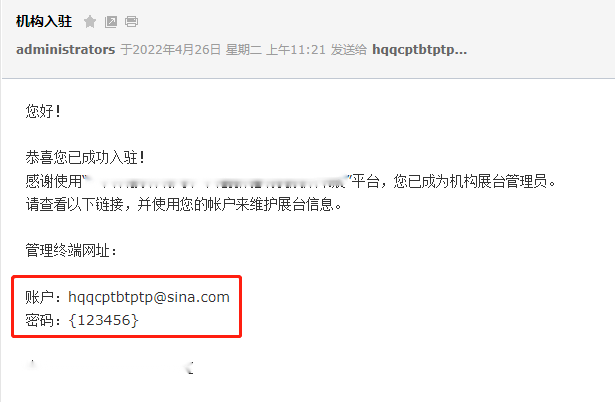 机构入驻
administrators 于2022年4月26日 星期二 上午11:21 发送给 hqqcptbtptp...
您好！
恭喜您已成功入驻！
感谢使用“ ”平台，您已成为机构展台管理员。
请查看以下链接，并使用您的帐户来维护展台信息。
管理终端网址：
账户：hqqcptbtptp@sina.com
密码：{123456}